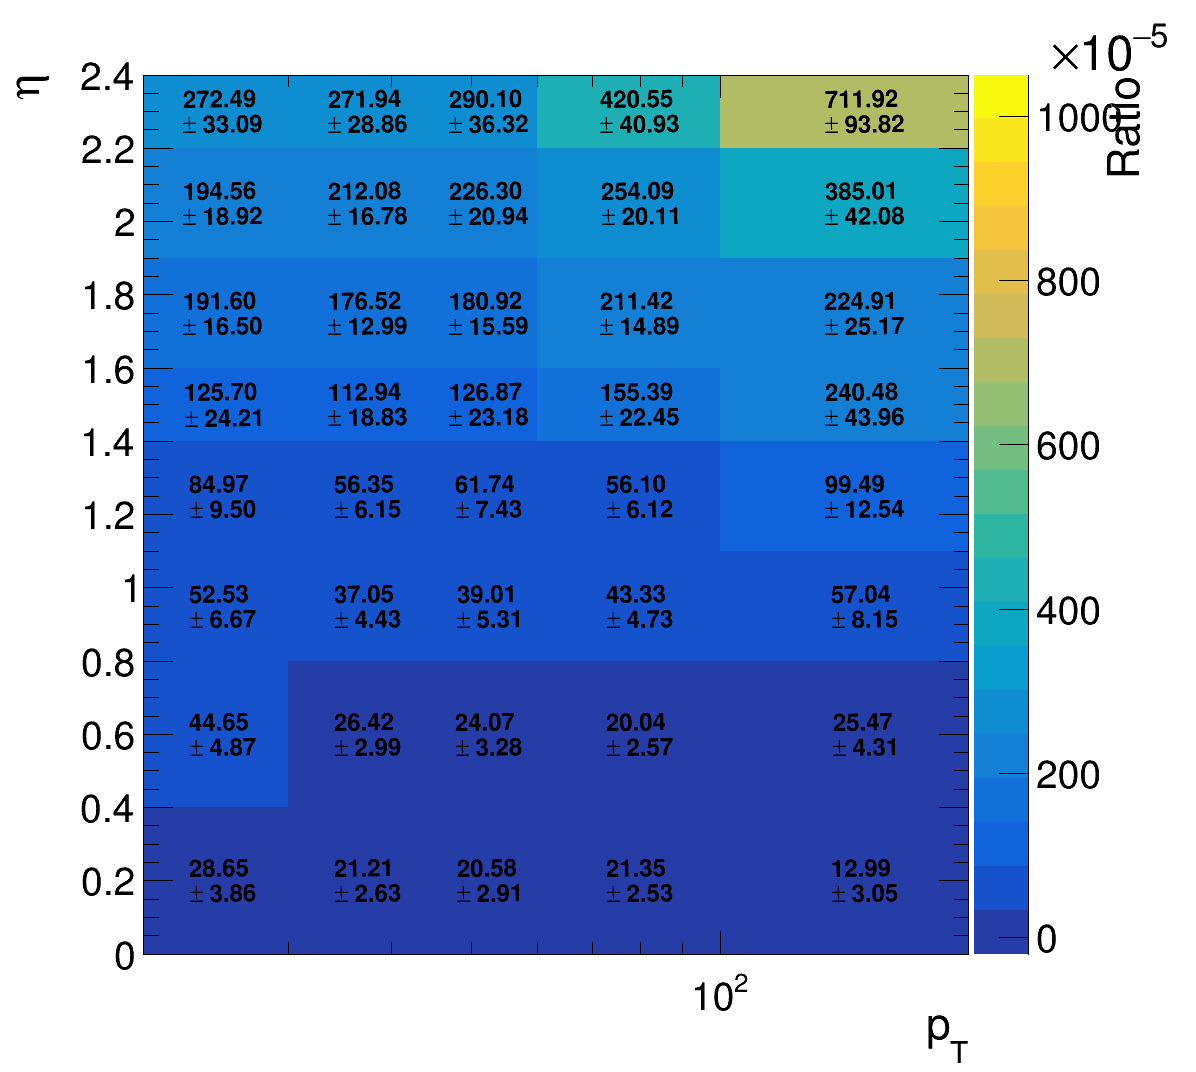 ×10⁻⁵
η
2.4
272.49 271.94 290.10 420.55 711.92
± 33.09 ± 28.86 ± 36.32 ± 40.93 ± 93.82
1000
Ratio
2.2
194.56 212.08 226.30 254.09 385.01
± 18.92 ± 16.78 ± 20.94 ± 20.11 ± 42.08
2
1.8
800
191.60 176.52 180.92 211.42 224.91
± 16.50 ± 12.99 ± 15.59 ± 14.89 ± 25.17
1.6
125.70 112.94 126.87 155.39 240.48
± 24.21 ± 18.83 ± 23.18 ± 22.45 ± 43.96
1.4
600
84.97 56.35 61.74 56.10 99.49
± 9.50 ± 6.15 ± 7.43 ± 6.12 ± 12.54
1.2
1
52.53 37.05 39.01 43.33 57.04
± 6.67 ± 4.43 ± 5.31 ± 4.73 ± 8.15
400
0.8
44.65 26.42 24.07 20.04 25.47
± 4.87 ± 2.99 ± 3.28 ± 2.57 ± 4.31
0.6
200
0.4
28.65 21.21 20.58 21.35 12.99
± 3.86 ± 2.63 ± 2.91 ± 2.53 ± 3.05
0.2
0
0
10²
p_T